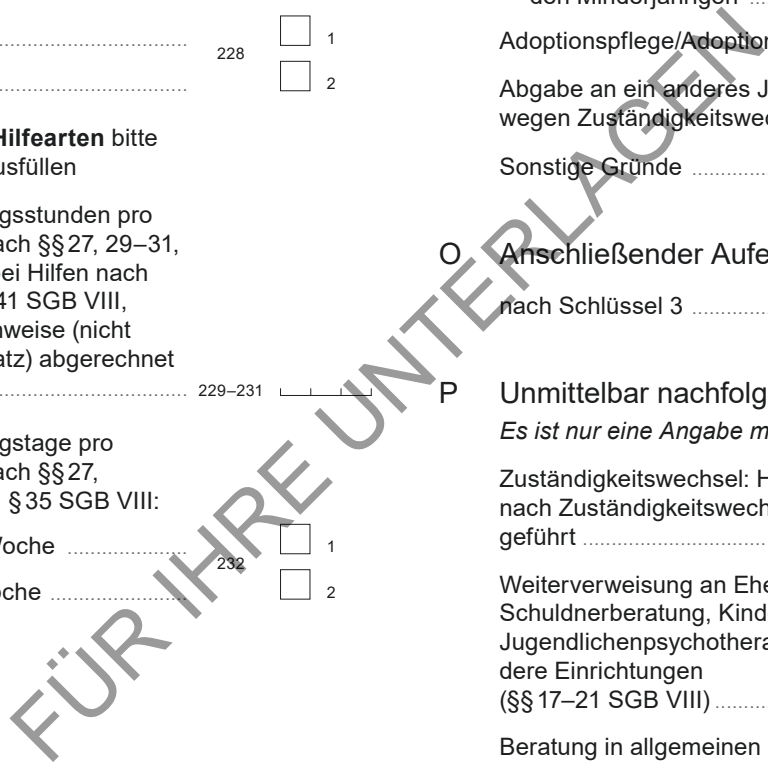 228
1
2
Hilfearten bitte
usfüllen
gsstunden pro
ach §§ 27, 29–31,
bei Hilfen nach
41 SGB VIII,
nweise (nicht
atz) abgerechnet
229–231
gstage pro
ach §§ 27,
§ 35 SGB VIII:
Woche
232
1
oche
2
den Minderjährigen
Adoptionspflege/Adoption
Abgabe an ein anderes J
wegen Zuständigkeitswec
Sonstige Gründe
O Anschließender Aufe
nach Schlüssel 3
P Unmittelbar nachfolg
Es ist nur eine Angabe m
Zuständigkeitswechsel: H
nach Zuständigkeitswech
geführt
Weiterverweisung an Ehe
Schuldnerberatung, Kind
Jugendlichenpsychothera
dere Einrichtungen
(§§ 17–21 SGB VIII)
Beratung in allgemeinen
FÜR IHRE UNTERLAGEN